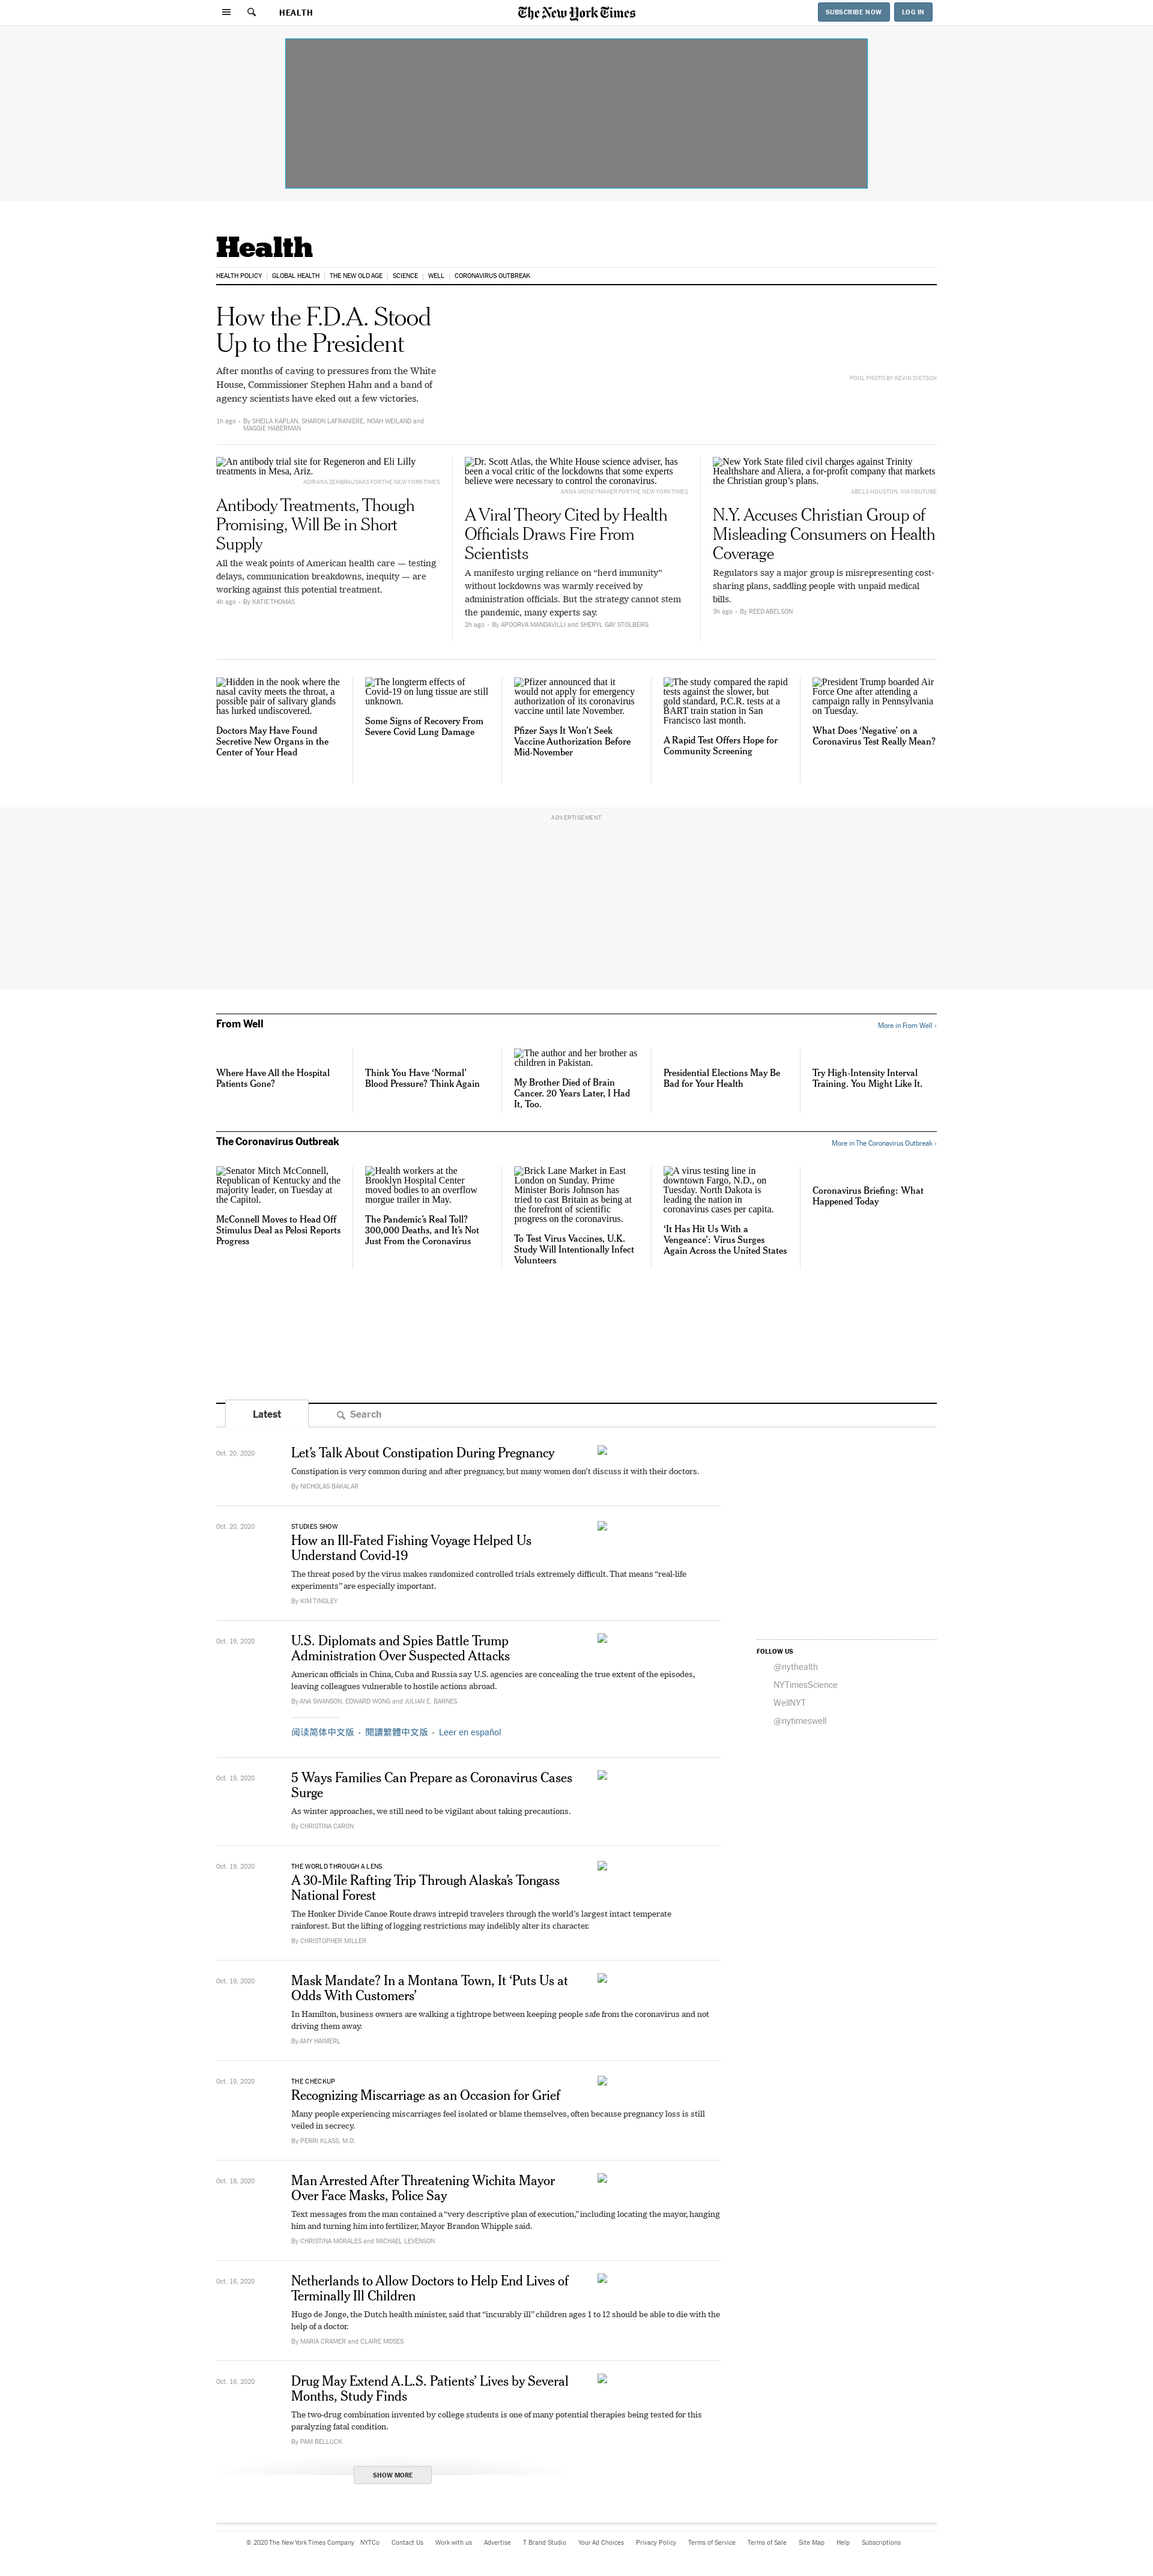 HEALTH
The New York Times
SUBSCRIBE NOW
LOG IN
Health
HEALTH POLICY
GLOBAL HEALTH
THE NEW OLD AGE
SCIENCE
WELL
CORONAVIRUS OUTBREAK
How the F.D.A. Stood
Up to the President
After months of caving to pressures from the White
House, Commissioner Stephen Hahn and a band of
agency scientists have eked out a few victories.
1h ago · By SHEILA KAPLAN, SHARON LAFRANIERE, NOAH WEILAND and
MAGGIE HABERMAN
POOL PHOTO BY KEVIN DIETSCH
An antibody trial site for Regeneron and Eli Lilly
treatments in Mesa, Ariz.
ADRIANA ZEHBRAUSKAS FOR THE NEW YORK TIMES
Antibody Treatments, Though
Promising, Will Be in Short
Supply
All the weak points of American health care — testing
delays, communication breakdowns, inequity — are
working against this potential treatment.
4h ago · By KATIE THOMAS
Dr. Scott Atlas, the White House science adviser, has
been a vocal critic of the lockdowns that some experts
believe were necessary to control the coronavirus.
ANNA MONEYMAKER FOR THE NEW YORK TIMES
A Viral Theory Cited by Health
Officials Draws Fire From
Scientists
A manifesto urging reliance on “herd immunity”
without lockdowns was warmly received by
administration officials. But the strategy cannot stem
the pandemic, many experts say.
2h ago · By APOORVA MANDAVILLI and SHERYL GAY STOLBERG
New York State filed civil charges against Trinity
Healthshare and Aliera, a for-profit company that markets
the Christian group’s plans.
ABC13 HOUSTON, VIA YOUTUBE
N.Y. Accuses Christian Group of
Misleading Consumers on Health
Coverage
Regulators say a major group is misrepresenting cost-
sharing plans, saddling people with unpaid medical
bills.
3h ago · By REED ABELSON
Hidden in the nook where the
nasal cavity meets the throat, a
possible pair of salivary glands
has lurked undiscovered.
Doctors May Have Found
Secretive New Organs in the
Center of Your Head
The longterm effects of
Covid-19 on lung tissue are still
unknown.
Some Signs of Recovery From
Severe Covid Lung Damage
Pfizer announced that it
would not apply for emergency
authorization of its coronavirus
vaccine until late November.
Pfizer Says It Won’t Seek
Vaccine Authorization Before
Mid-November
The study compared the rapid
tests against the slower, but
gold standard, P.C.R. tests at a
BART train station in San
Francisco last month.
A Rapid Test Offers Hope for
Community Screening
President Trump boarded Air
Force One after attending a
campaign rally in Pennsylvania
on Tuesday.
What Does ‘Negative’ on a
Coronavirus Test Really Mean?
ADVERTISEMENT
From Well
More in From Well ›
Where Have All the Hospital
Patients Gone?
Think You Have ‘Normal’
Blood Pressure? Think Again
The author and her brother as
children in Pakistan.
My Brother Died of Brain
Cancer. 20 Years Later, I Had
It, Too.
Presidential Elections May Be
Bad for Your Health
Try High-Intensity Interval
Training. You Might Like It.
The Coronavirus Outbreak
More in The Coronavirus Outbreak ›
Senator Mitch McConnell,
Republican of Kentucky and the
majority leader, on Tuesday at
the Capitol.
McConnell Moves to Head Off
Stimulus Deal as Pelosi Reports
Progress
Health workers at the
Brooklyn Hospital Center
moved bodies to an overflow
morgue trailer in May.
The Pandemic’s Real Toll?
300,000 Deaths, and It’s Not
Just From the Coronavirus
Brick Lane Market in East
London on Sunday. Prime
Minister Boris Johnson has
tried to cast Britain as being at
the forefront of scientific
progress on the coronavirus.
To Test Virus Vaccines, U.K.
Study Will Intentionally Infect
Volunteers
A virus testing line in
downtown Fargo, N.D., on
Tuesday. North Dakota is
leading the nation in
coronavirus cases per capita.
‘It Has Hit Us With a
Vengeance’: Virus Surges
Again Across the United States
Coronavirus Briefing: What
Happened Today
Latest
Search
Oct. 20, 2020
Let’s Talk About Constipation During Pregnancy
Constipation is very common during and after pregnancy, but many women don’t discuss it with their doctors.
By NICHOLAS BAKALAR
Oct. 20, 2020
STUDIES SHOW
How an Ill-Fated Fishing Voyage Helped Us
Understand Covid-19
The threat posed by the virus makes randomized controlled trials extremely difficult. That means “real-life
experiments” are especially important.
By KIM TINGLEY
Oct. 19, 2020
U.S. Diplomats and Spies Battle Trump
Administration Over Suspected Attacks
American officials in China, Cuba and Russia say U.S. agencies are concealing the true extent of the episodes,
leaving colleagues vulnerable to hostile actions abroad.
By ANA SWANSON, EDWARD WONG and JULIAN E. BARNES
阅读简体中文版 · 閱讀繁體中文版 · Leer en español
Oct. 19, 2020
5 Ways Families Can Prepare as Coronavirus Cases
Surge
As winter approaches, we still need to be vigilant about taking precautions.
By CHRISTINA CARON
Oct. 19, 2020
THE WORLD THROUGH A LENS
A 30-Mile Rafting Trip Through Alaska’s Tongass
National Forest
The Honker Divide Canoe Route draws intrepid travelers through the world’s largest intact temperate
rainforest. But the lifting of logging restrictions may indelibly alter its character.
By CHRISTOPHER MILLER
Oct. 19, 2020
Mask Mandate? In a Montana Town, It ‘Puts Us at
Odds With Customers’
In Hamilton, business owners are walking a tightrope between keeping people safe from the coronavirus and not
driving them away.
By AMY HAIMERL
Oct. 19, 2020
THE CHECKUP
Recognizing Miscarriage as an Occasion for Grief
Many people experiencing miscarriages feel isolated or blame themselves, often because pregnancy loss is still
veiled in secrecy.
By PERRI KLASS, M.D.
Oct. 18, 2020
Man Arrested After Threatening Wichita Mayor
Over Face Masks, Police Say
Text messages from the man contained a “very descriptive plan of execution,” including locating the mayor, hanging
him and turning him into fertilizer, Mayor Brandon Whipple said.
By CHRISTINA MORALES and MICHAEL LEVENSON
Oct. 16, 2020
Netherlands to Allow Doctors to Help End Lives of
Terminally Ill Children
Hugo de Jonge, the Dutch health minister, said that “incurably ill” children ages 1 to 12 should be able to die with the
help of a doctor.
By MARIA CRAMER and CLAIRE MOSES
Oct. 16, 2020
Drug May Extend A.L.S. Patients’ Lives by Several
Months, Study Finds
The two-drug combination invented by college students is one of many potential therapies being tested for this
paralyzing fatal condition.
By PAM BELLUCK
SHOW MORE
FOLLOW US
@nythealth
NYTimesScience
WellNYT
@nytimeswell
© 2020 The New York Times Company NYTCo Contact Us Work with us Advertise T Brand Studio Your Ad Choices Privacy Policy Terms of Service Terms of Sale Site Map Help Subscriptions